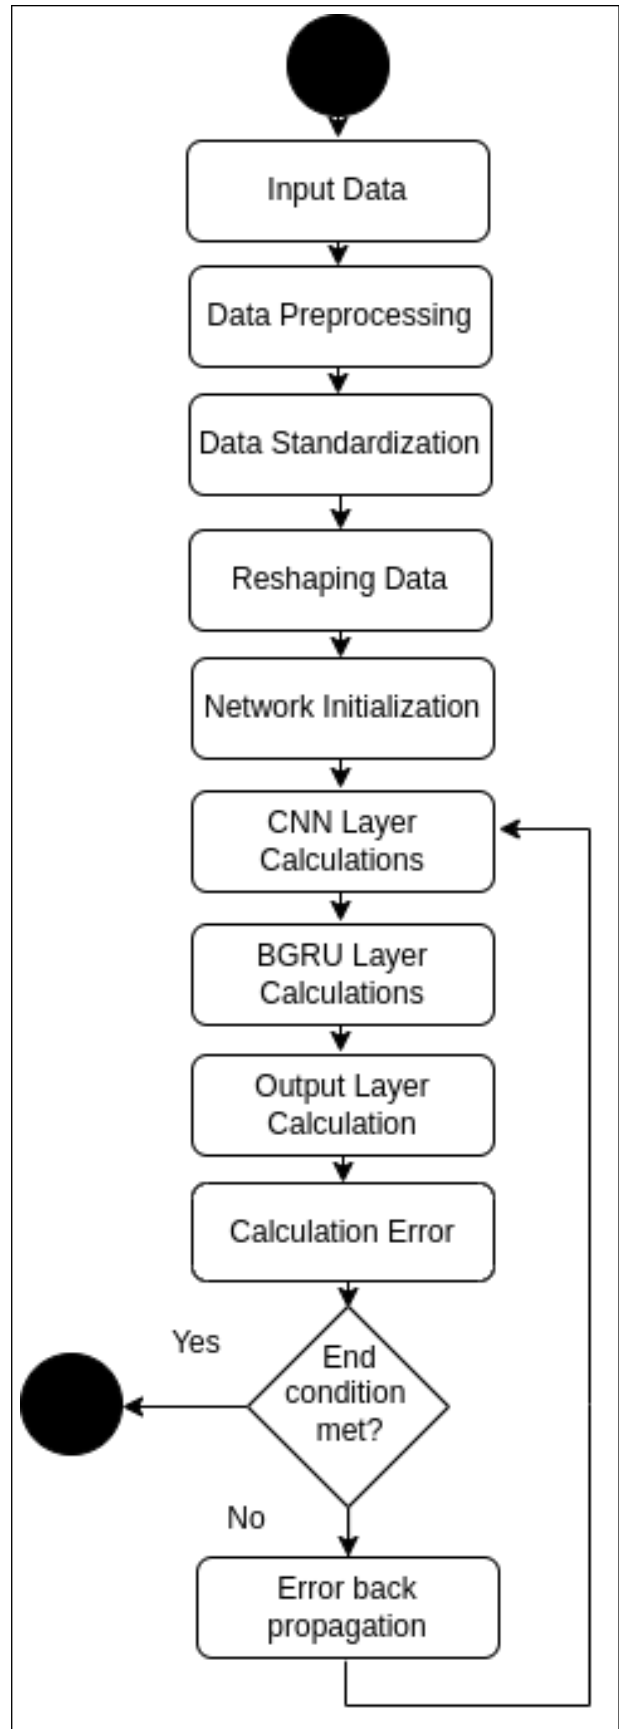 Input Data
Data Preprocessing
Data Standardization
Reshaping Data
Network Initialization
CNN Layer
Calculations
BGRU Layer
Calculations
Output Layer
Calculation
Calculation Error
Yes
End
condition
met?
No
Error back
propagation